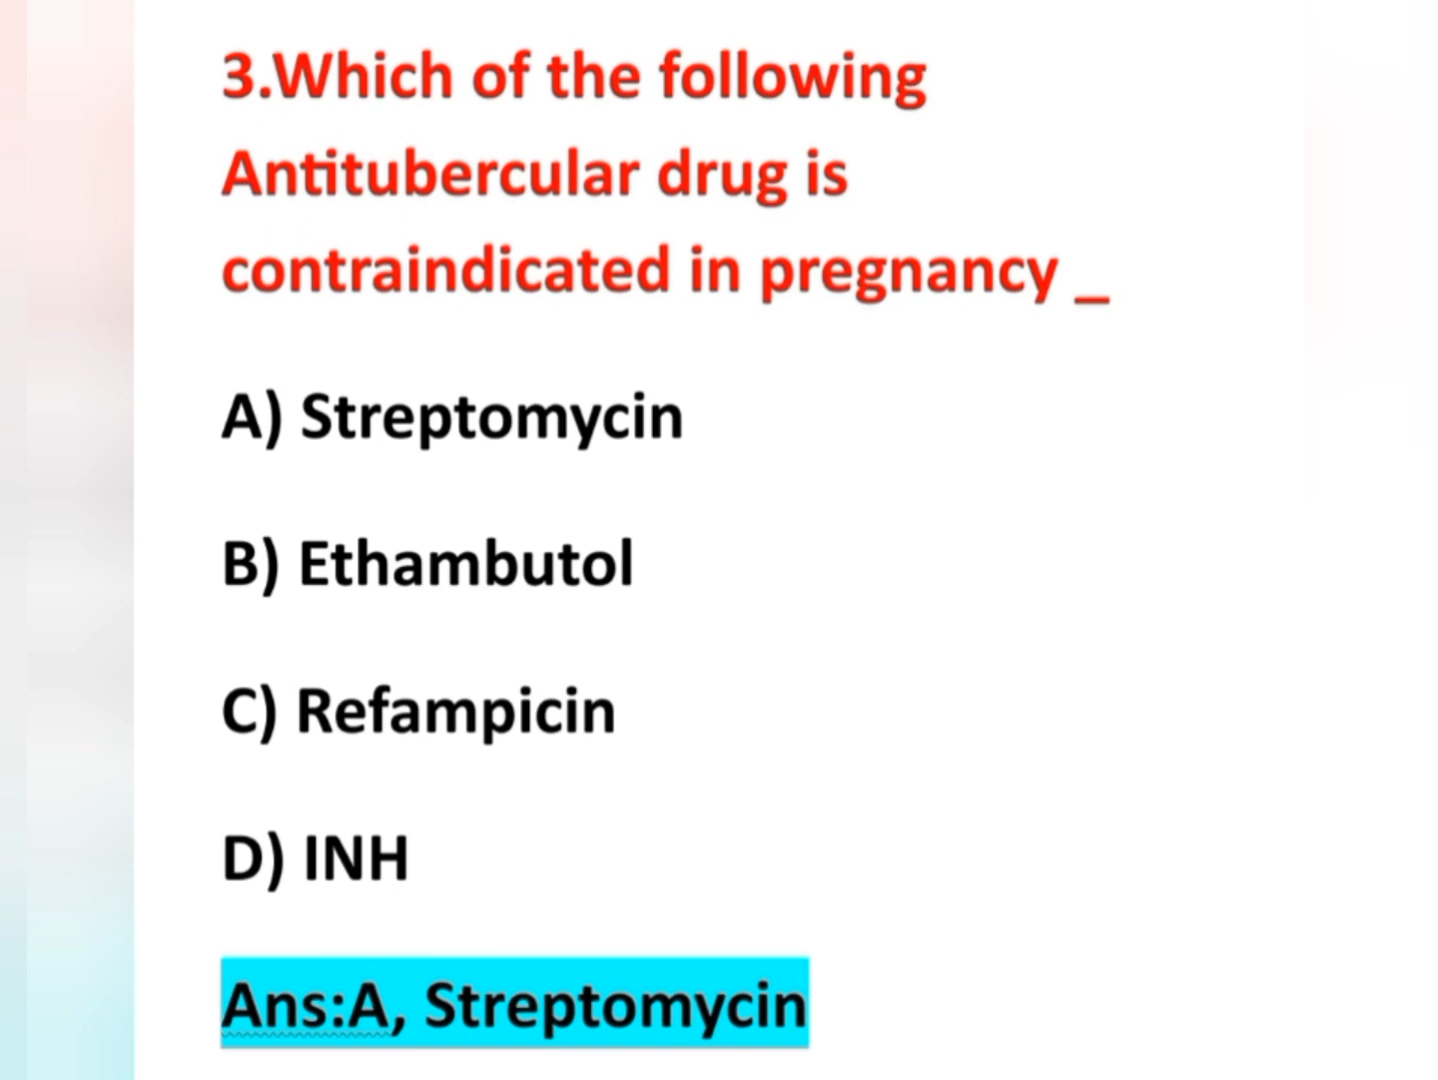 3.Which of the following
Antitubercular drug is
contraindicated in pregnancy _
A) Streptomycin
B) Ethambutol
C) Refampicin
D) INH
Ans:A, Streptomycin